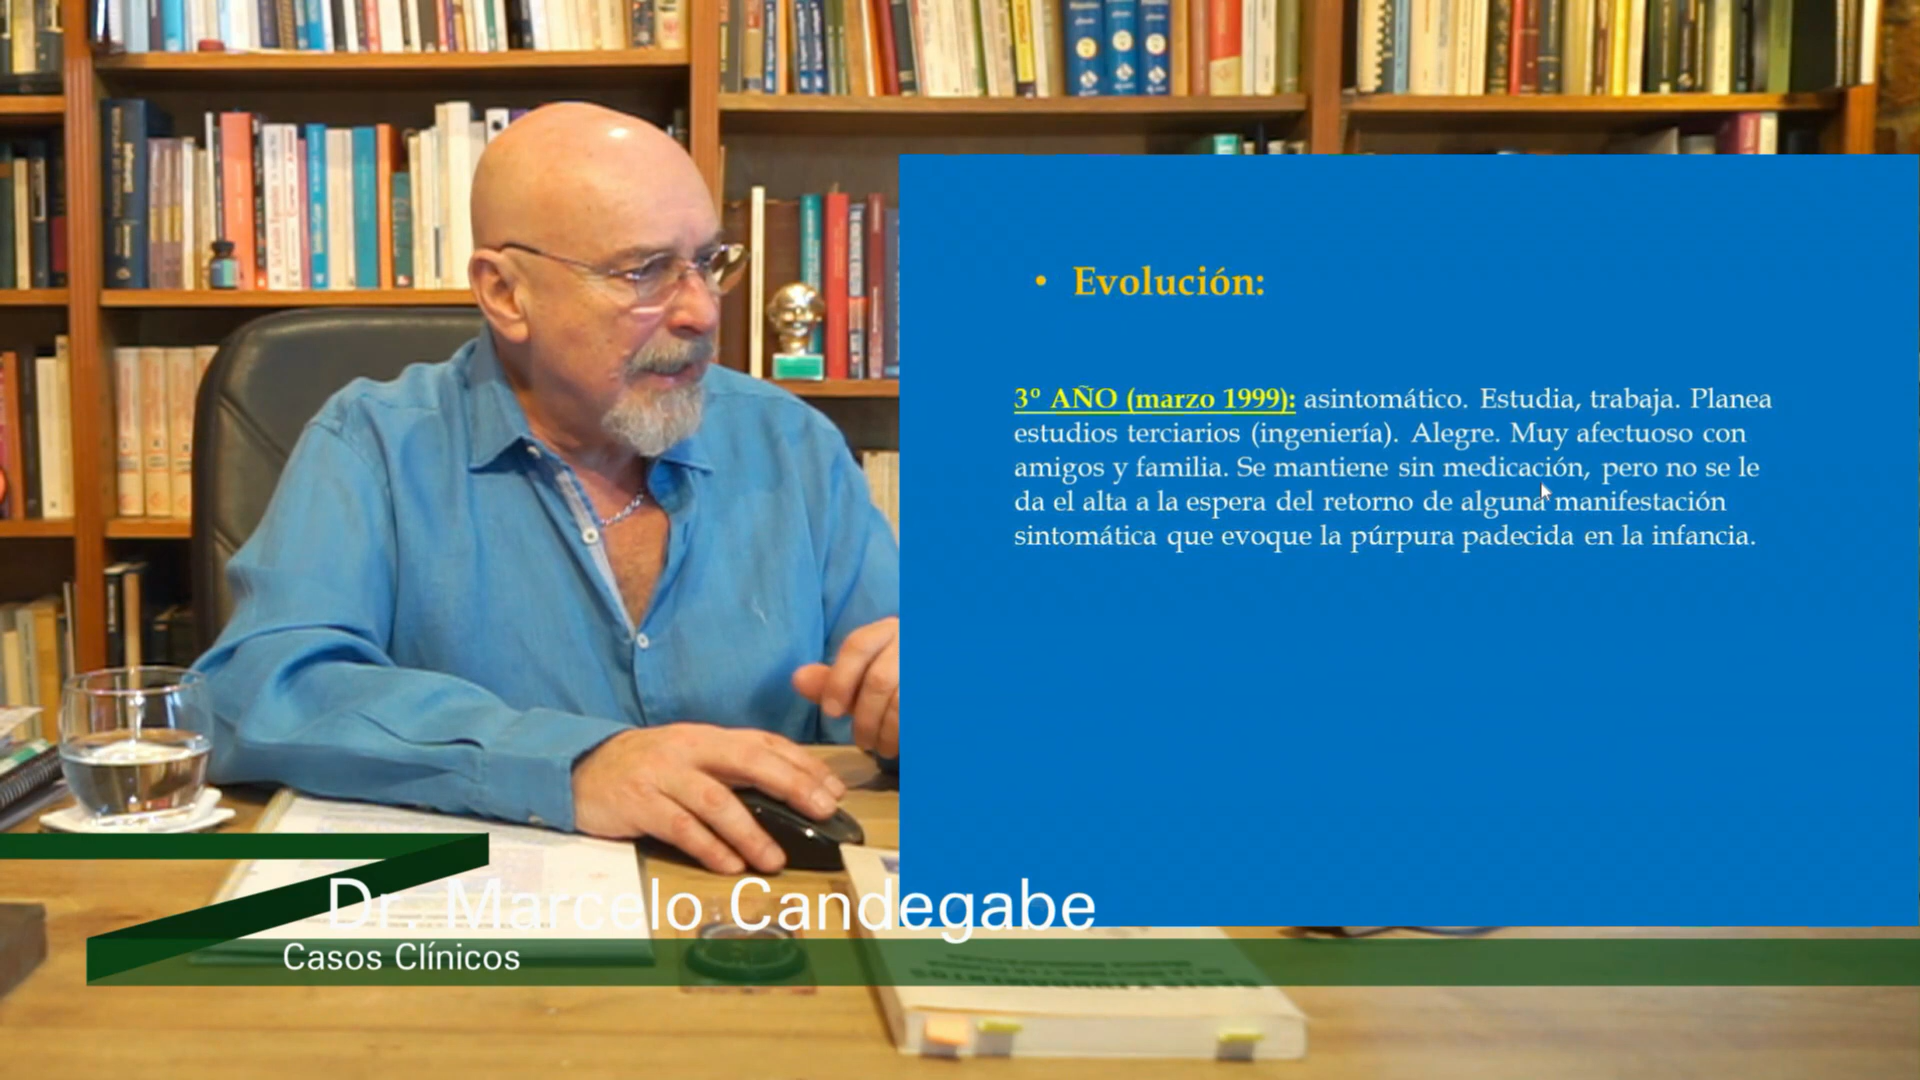 • Evolución:
3º AÑO (marzo 1999): asintomático. Estudia, trabaja. Planea
estudios terciarios (ingeniería). Alegre. Muy afectuoso con
amigos y familia. Se mantiene sin medicación, pero no se le
da el alta a la espera del retorno de alguna manifestación
sintomática que evoque la púrpura padecida en la infancia.
Dr. Marcelo Candegabe
Casos Clínicos